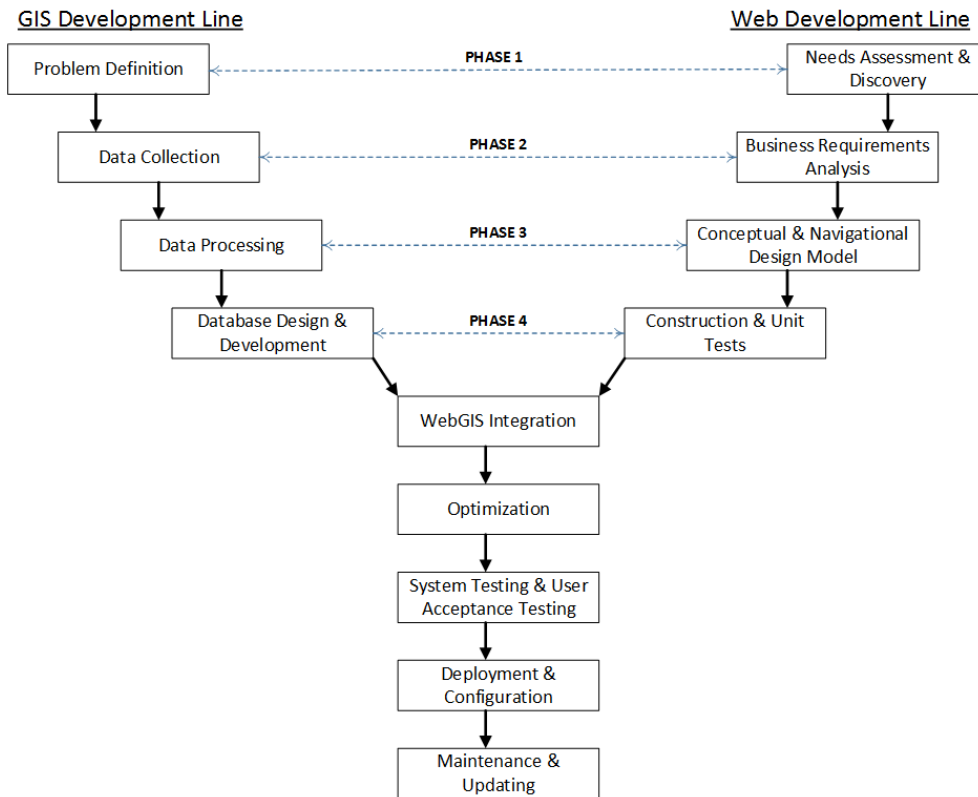 GIS Development Line
Web Development Line
Problem Definition
PHASE 1
Needs Assessment &
Discovery
Data Collection
PHASE 2
Business Requirements
Analysis
Data Processing
PHASE 3
Conceptual & Navigational
Design Model
Database Design &
Development
PHASE 4
Construction & Unit
Tests
WebGIS Integration
Optimization
System Testing & User
Acceptance Testing
Deployment &
Configuration
Maintenance &
Updating